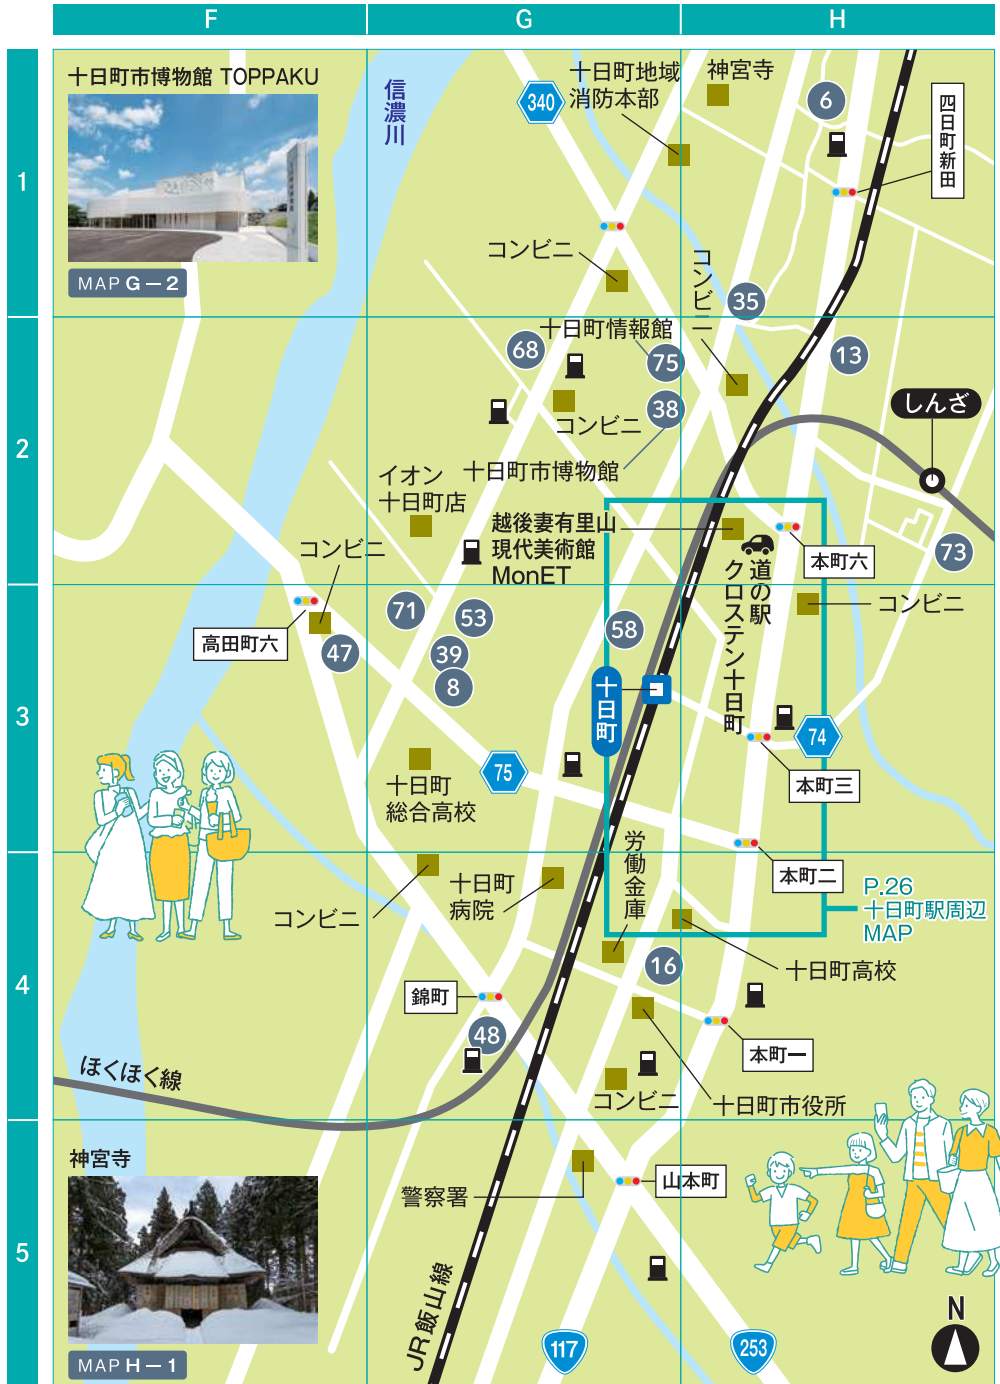 F
G
H
1
2
3
4
5
十日町市博物館 TOPPAKU
MAP G－2
信濃川
340
十日町地域
消防本部
神宮寺
6
四日町新田
コンビニ
コンビニ
35
十日町情報館
68
75
13
38
コンビニ
しんざ
十日町市博物館
イオン
十日町店
越後妻有里山
現代美術館
MonET
コンビニ
本町六
73
道の駅
クロステン十日町
コンビニ
71
53
58
高田町六
47
39
8
十日町
74
75
本町三
十日町
総合高校
労働金庫
本町二
コンビニ
十日町
病院
P.26
十日町駅周辺
MAP
16
十日町高校
錦町
48
本町一
ほくほく線
コンビニ
十日町市役所
神宮寺
警察署
山本町
JR飯山線
117
253
N
MAP H－1